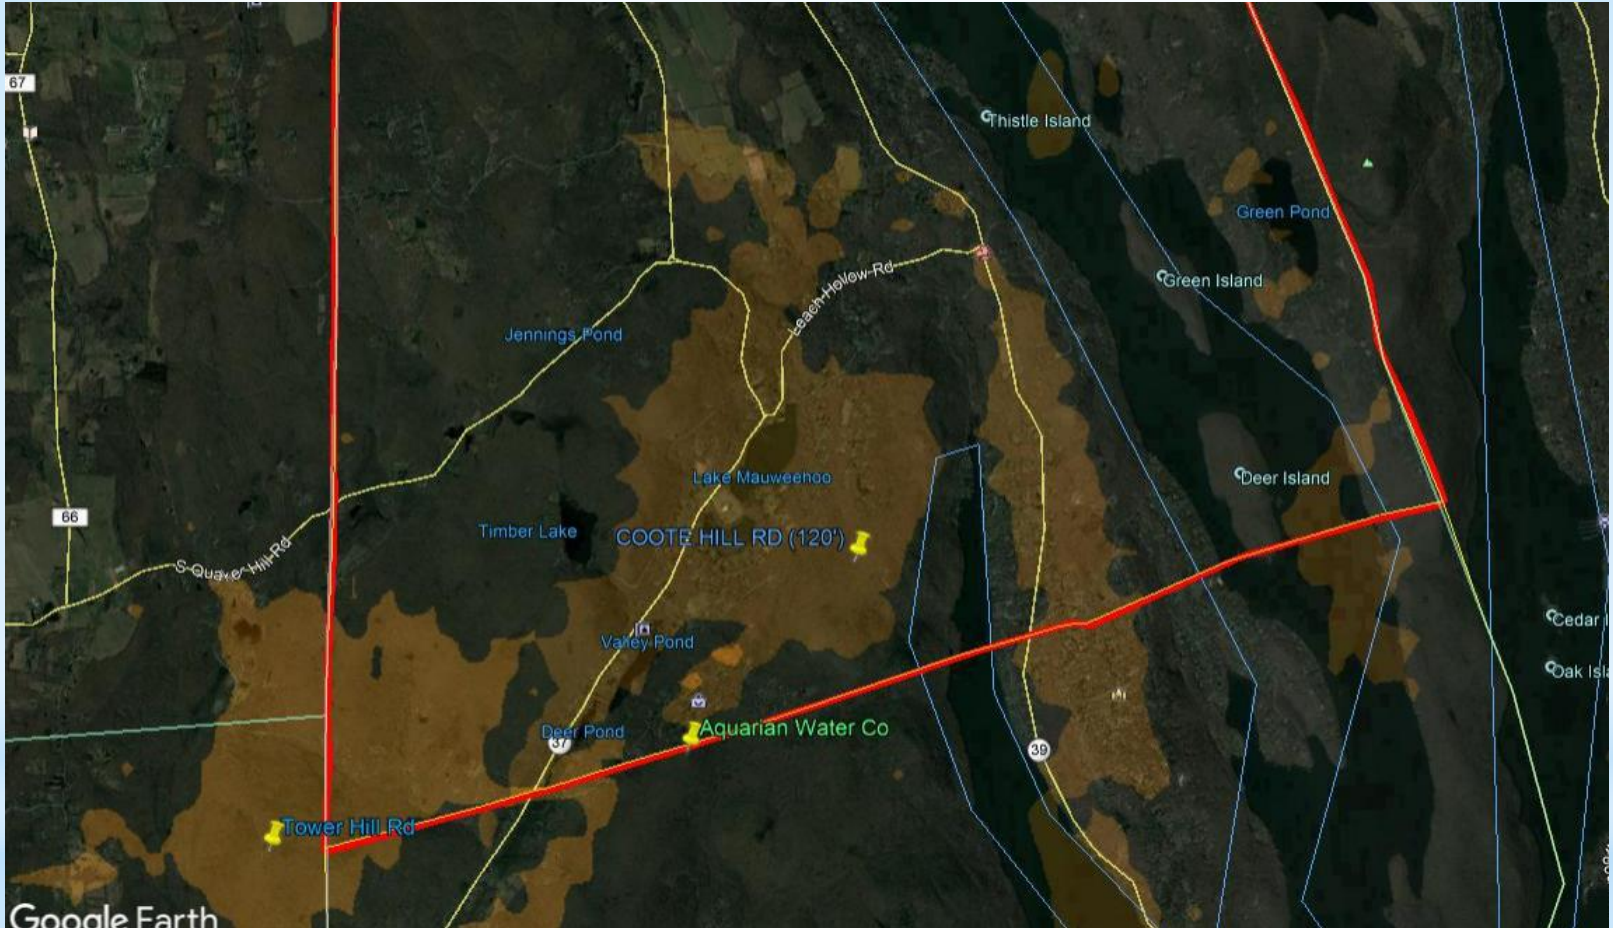 67
Thistle Island
Green Pond
Leach Hollow Rd
Green Island
Jennings Pond
Lake Mauweehoo
Deer Island
66
Timber Lake
COOTE HILL RD (120')
S Quaker Hill Rd
Cedar I
Valley Pond
Oak Isla
Deer Pond
Aquarian Water Co
37
39
Tower Hill Rd
Google Earth